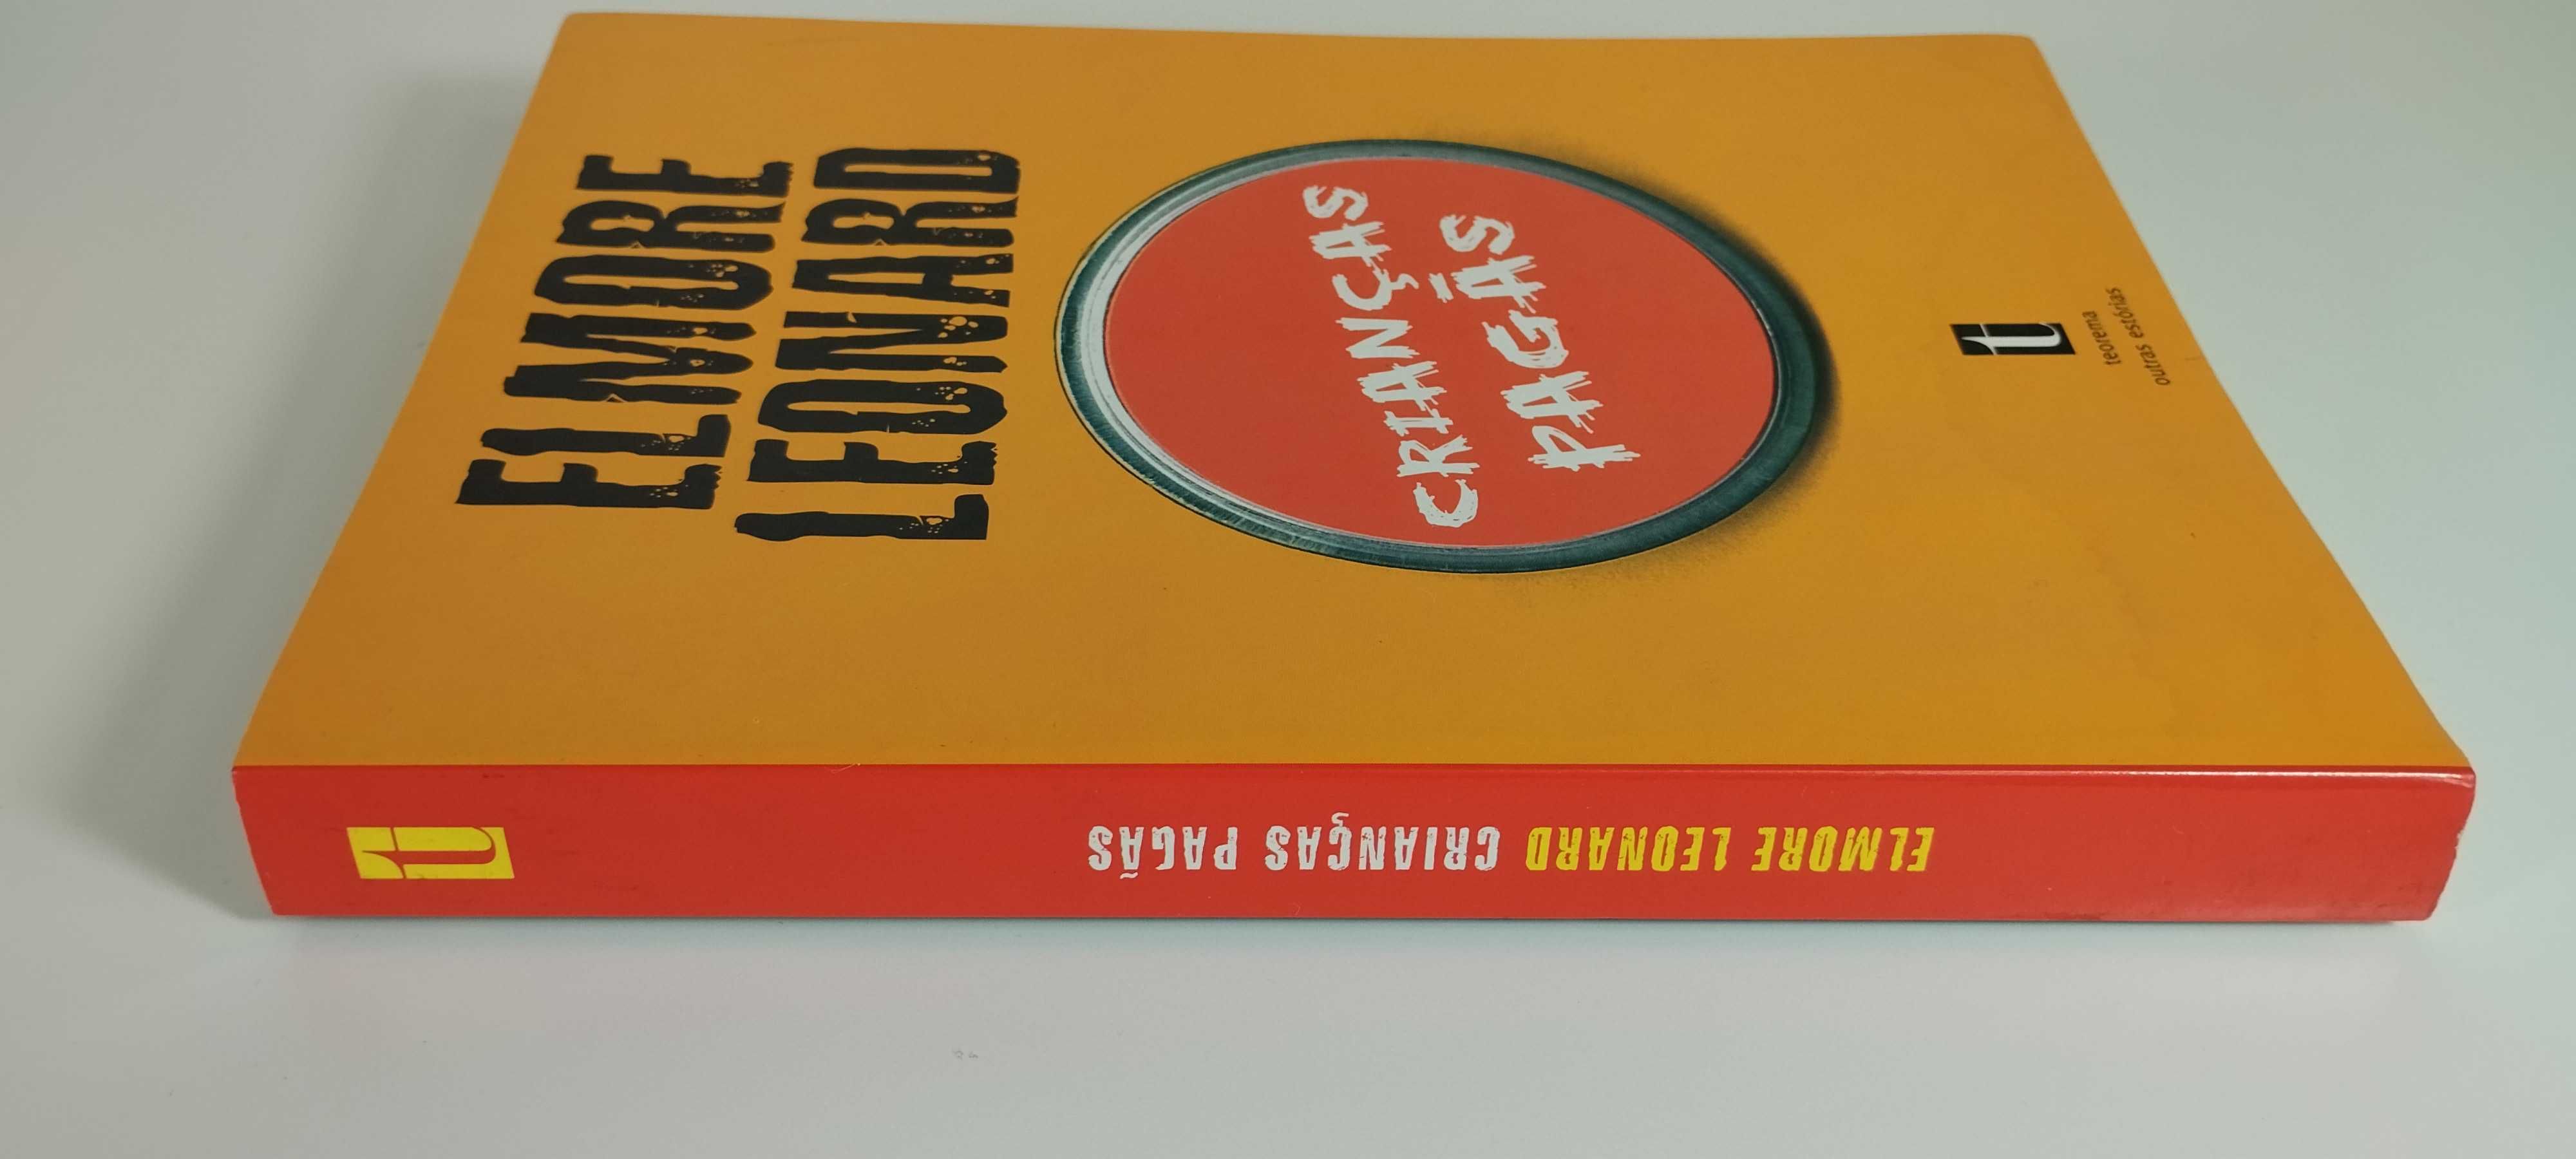 ELMORE
LEONARD
CRIANÇAS
PAGÃS
t
teorema
outras estórias
ELMORE LEONARD CRIANÇAS PAGÃS
t